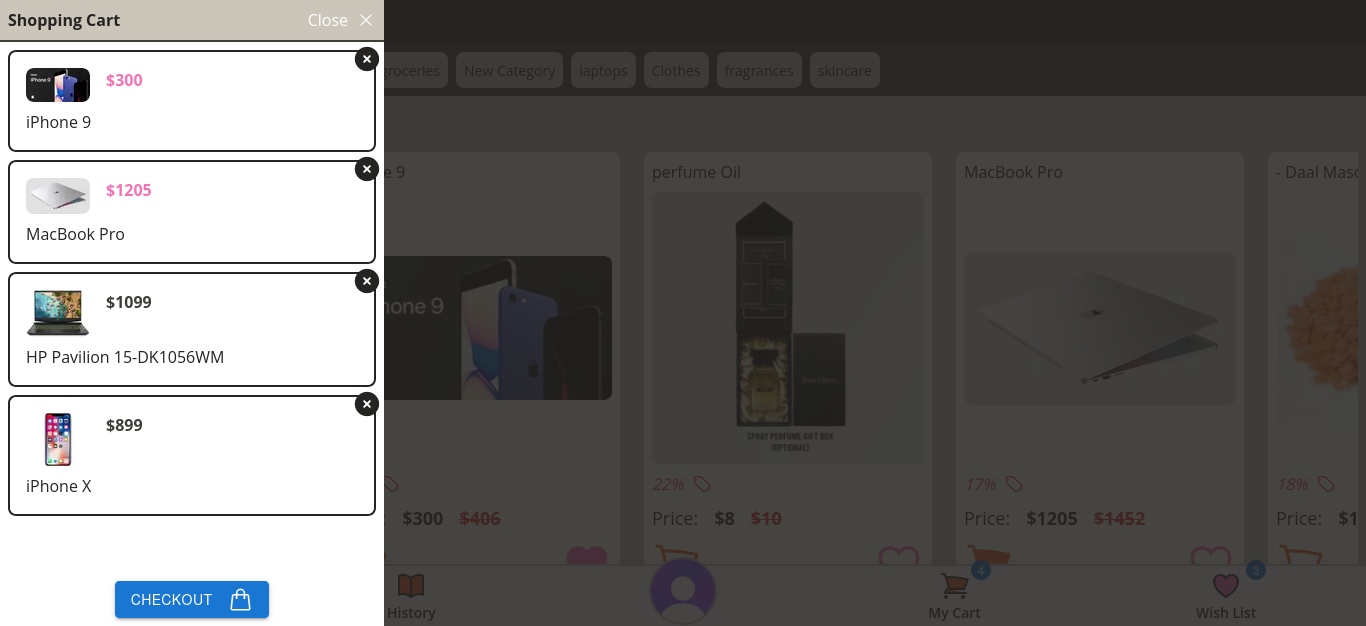 Shopping Cart Close
$300
iPhone 9
$1205
MacBook Pro
$1099
HP Pavilion 15-DK1056WM
$899
iPhone X
CHECKOUT
groceries New Category laptops Clothes fragrances skincare
e 9
hone 9
$300 $406
perfume Oil
SPRAY PERFUME GIFT BOX
(OPTIONAL)
22%
Price: $8 $10
MacBook Pro
17%
Price: $1205 $1452
- Daal Masc
18%
Price: $1
History
My Cart 4
Wish List 3